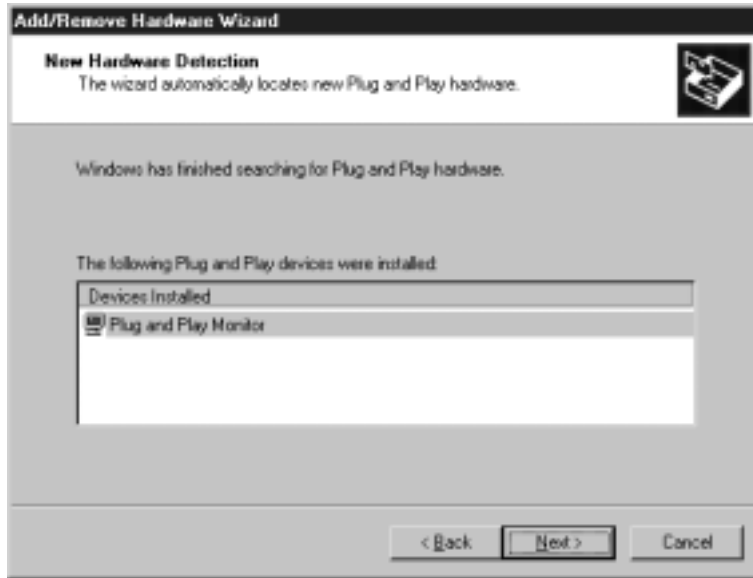 Add/Remove Hardware Wizard
New Hardware Detection
The wizard automatically locates new Plug and Play hardware.
Windows has finished searching for Plug and Play hardware.
The following Plug and Play devices were installed:
Devices Installed
Plug and Play Monitor
< Back
Next >
Cancel